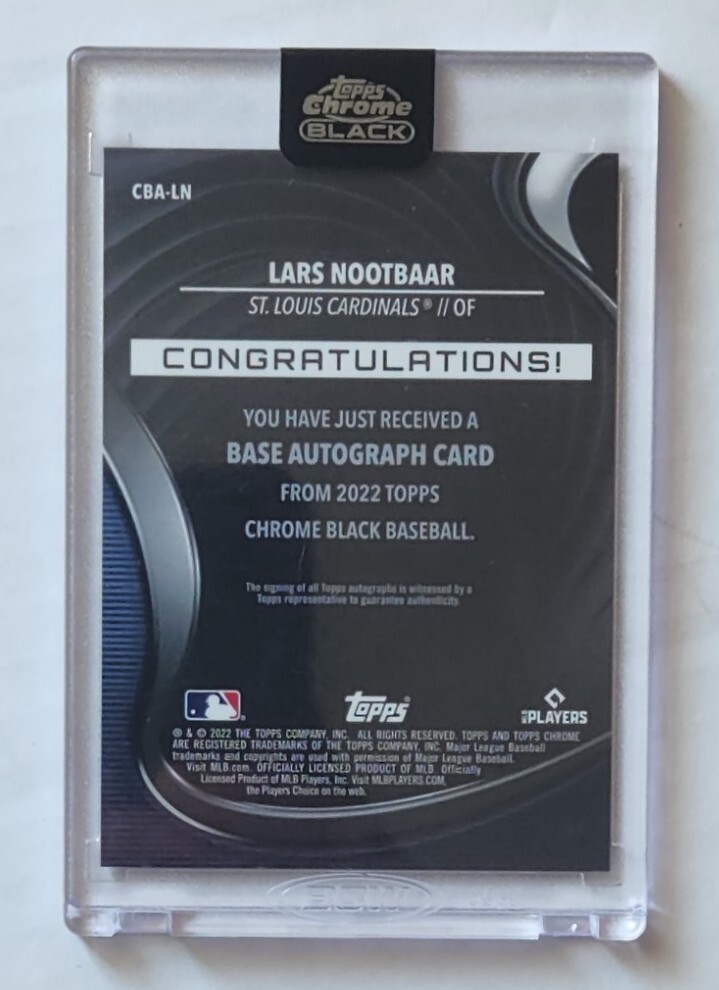 Topps
Chrome
BLACK
CBA-LN
LARS NOOTBAAR
ST. LOUIS CARDINALS® // OF
CONGRATULATIONS!
YOU HAVE JUST RECEIVED A
BASE AUTOGRAPH CARD
FROM 2022 TOPPS
CHROME BLACK BASEBALL.
The signing of all Topps autographs is witnessed by a
Topps representative to guarantee authenticity.
Topps®
MLB PLAYERS
® & © 2022 THE TOPPS COMPANY, INC. ALL RIGHTS RESERVED. TOPPS AND TOPPS CHROME
ARE REGISTERED TRADEMARKS OF THE TOPPS COMPANY, INC. Major League Baseball
trademarks and copyrights are used with permission of Major League Baseball.
Visit MLB.com. OFFICIALLY LICENSED PRODUCT OF MLB. Officially
Licensed Product of MLB Players, Inc. Visit MLBPLAYERS.COM,
the Players Choice on the web.
BCW